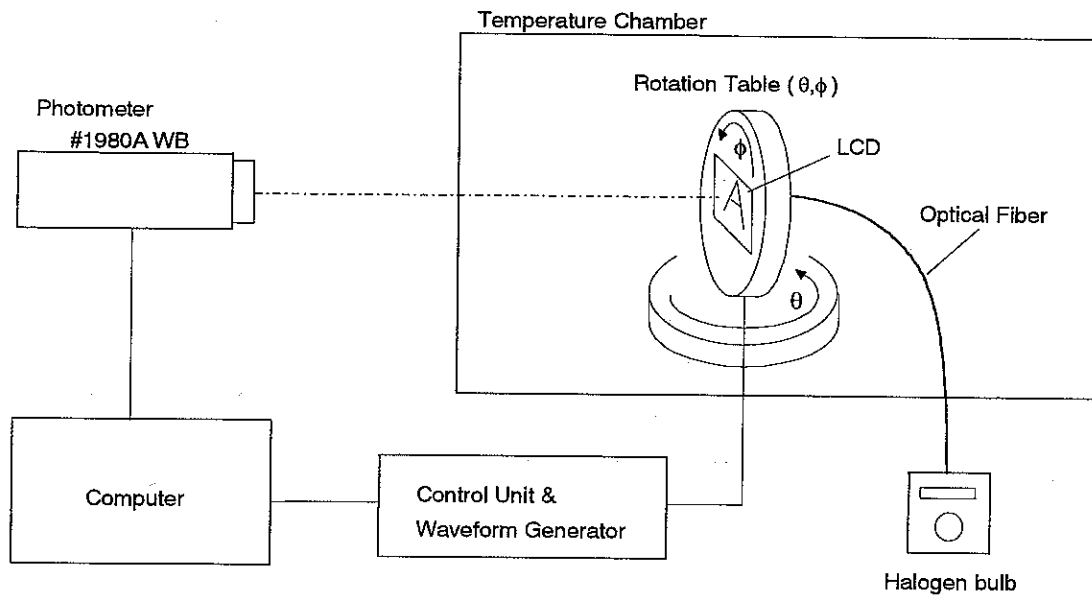 Temperature Chamber
Rotation Table (θ,ϕ)
Photometer
#1980A WB
ϕ
LCD
A
Optical Fiber
θ
Computer
Control Unit &
Waveform Generator
Halogen bulb